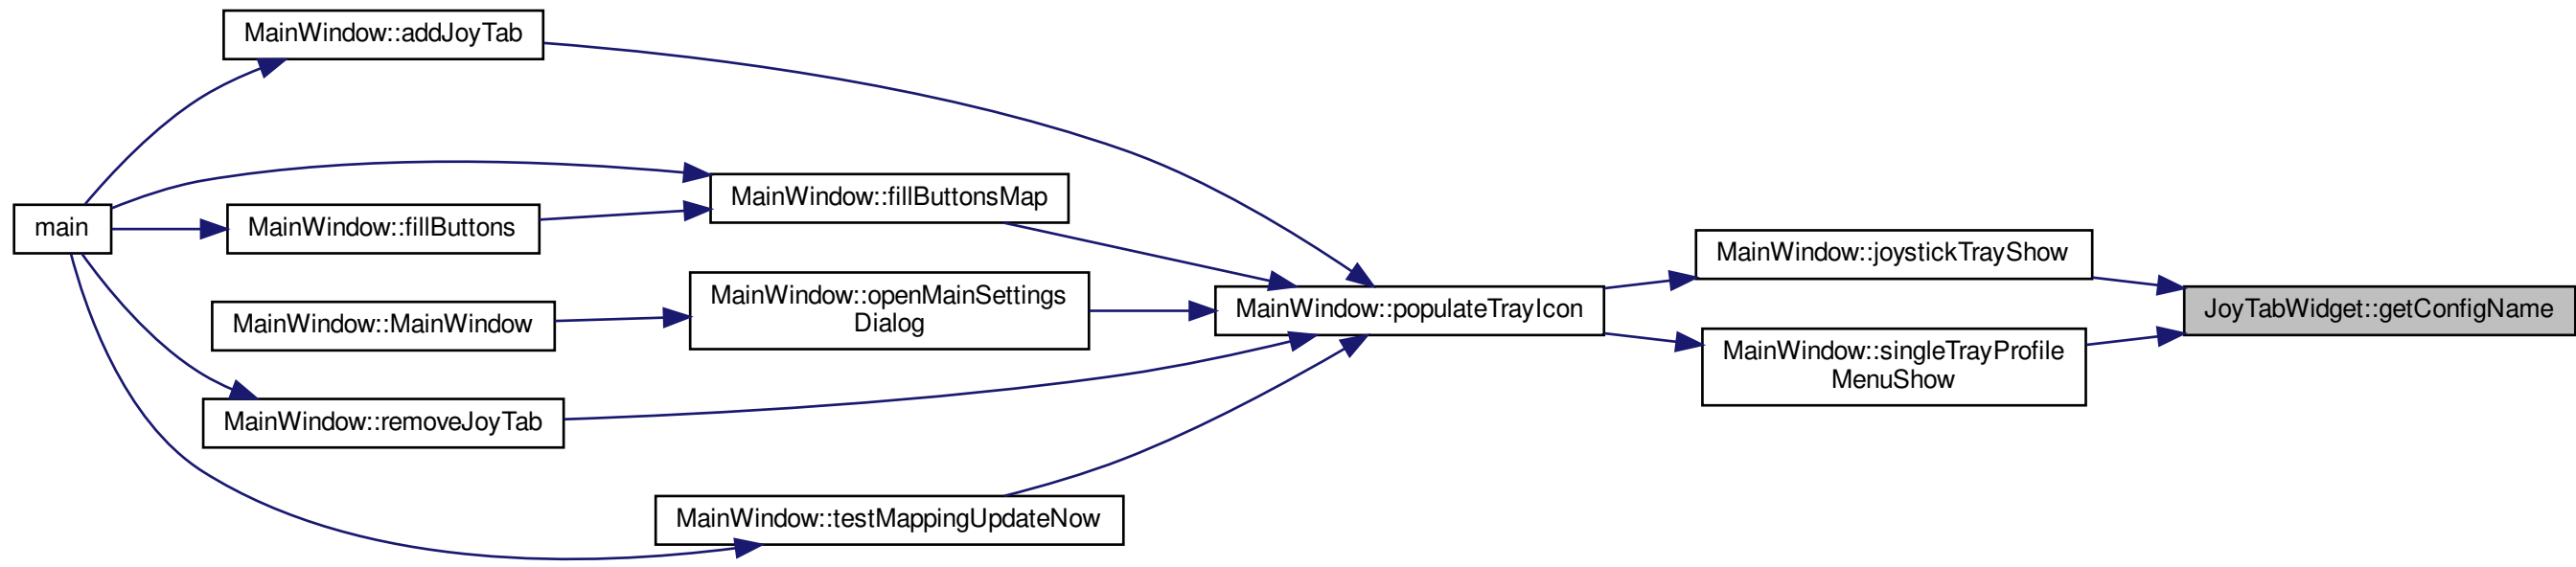 MainWindow::addJoyTab
MainWindow::fillButtonsMap
main
MainWindow::fillButtons
MainWindow::joystickTrayShow
MainWindow::openMainSettings
Dialog
MainWindow::populateTrayIcon
JoyTabWidget::getConfigName
MainWindow::MainWindow
MainWindow::singleTrayProfile
MenuShow
MainWindow::removeJoyTab
MainWindow::testMappingUpdateNow